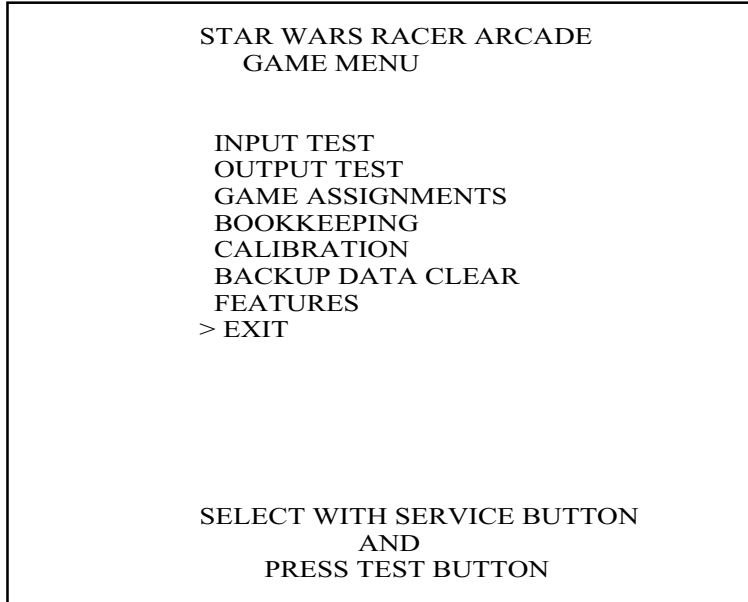 STAR WARS RACER ARCADE
GAME MENU
INPUT TEST
OUTPUT TEST
GAME ASSIGNMENTS
BOOKKEEPING
CALIBRATION
BACKUP DATA CLEAR
FEATURES
> EXIT
SELECT WITH SERVICE BUTTON
AND
PRESS TEST BUTTON